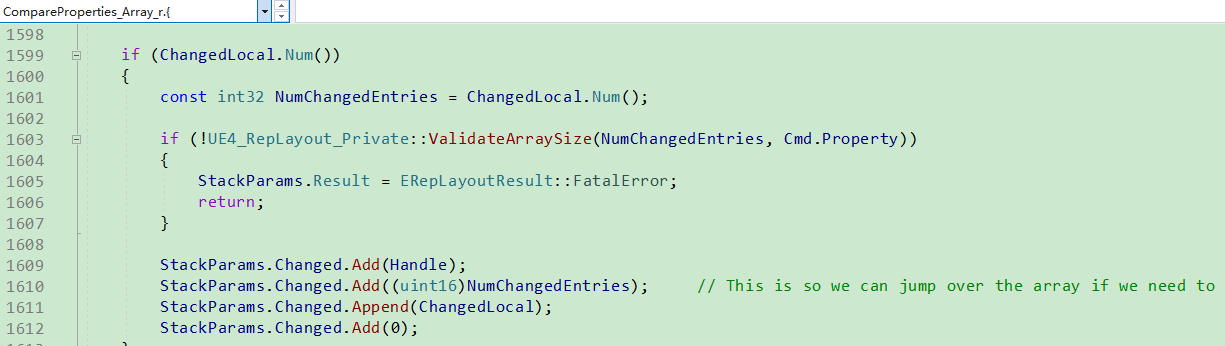 CompareProperties_Array_r.{
1598
1599 if (ChangedLocal.Num())
1600 {
1601 const int32 NumChangedEntries = ChangedLocal.Num();
1602
1603 if (!UE4_RepLayout_Private::ValidateArraySize(NumChangedEntries, Cmd.Property))
1604 {
1605 StackParams.Result = ERepLayoutResult::FatalError;
1606 return;
1607 }
1608
1609 StackParams.Changed.Add(Handle);
1610 StackParams.Changed.Add((uint16)NumChangedEntries); // This is so we can jump over the array if we need to
1611 StackParams.Changed.Append(ChangedLocal);
1612 StackParams.Changed.Add(0);